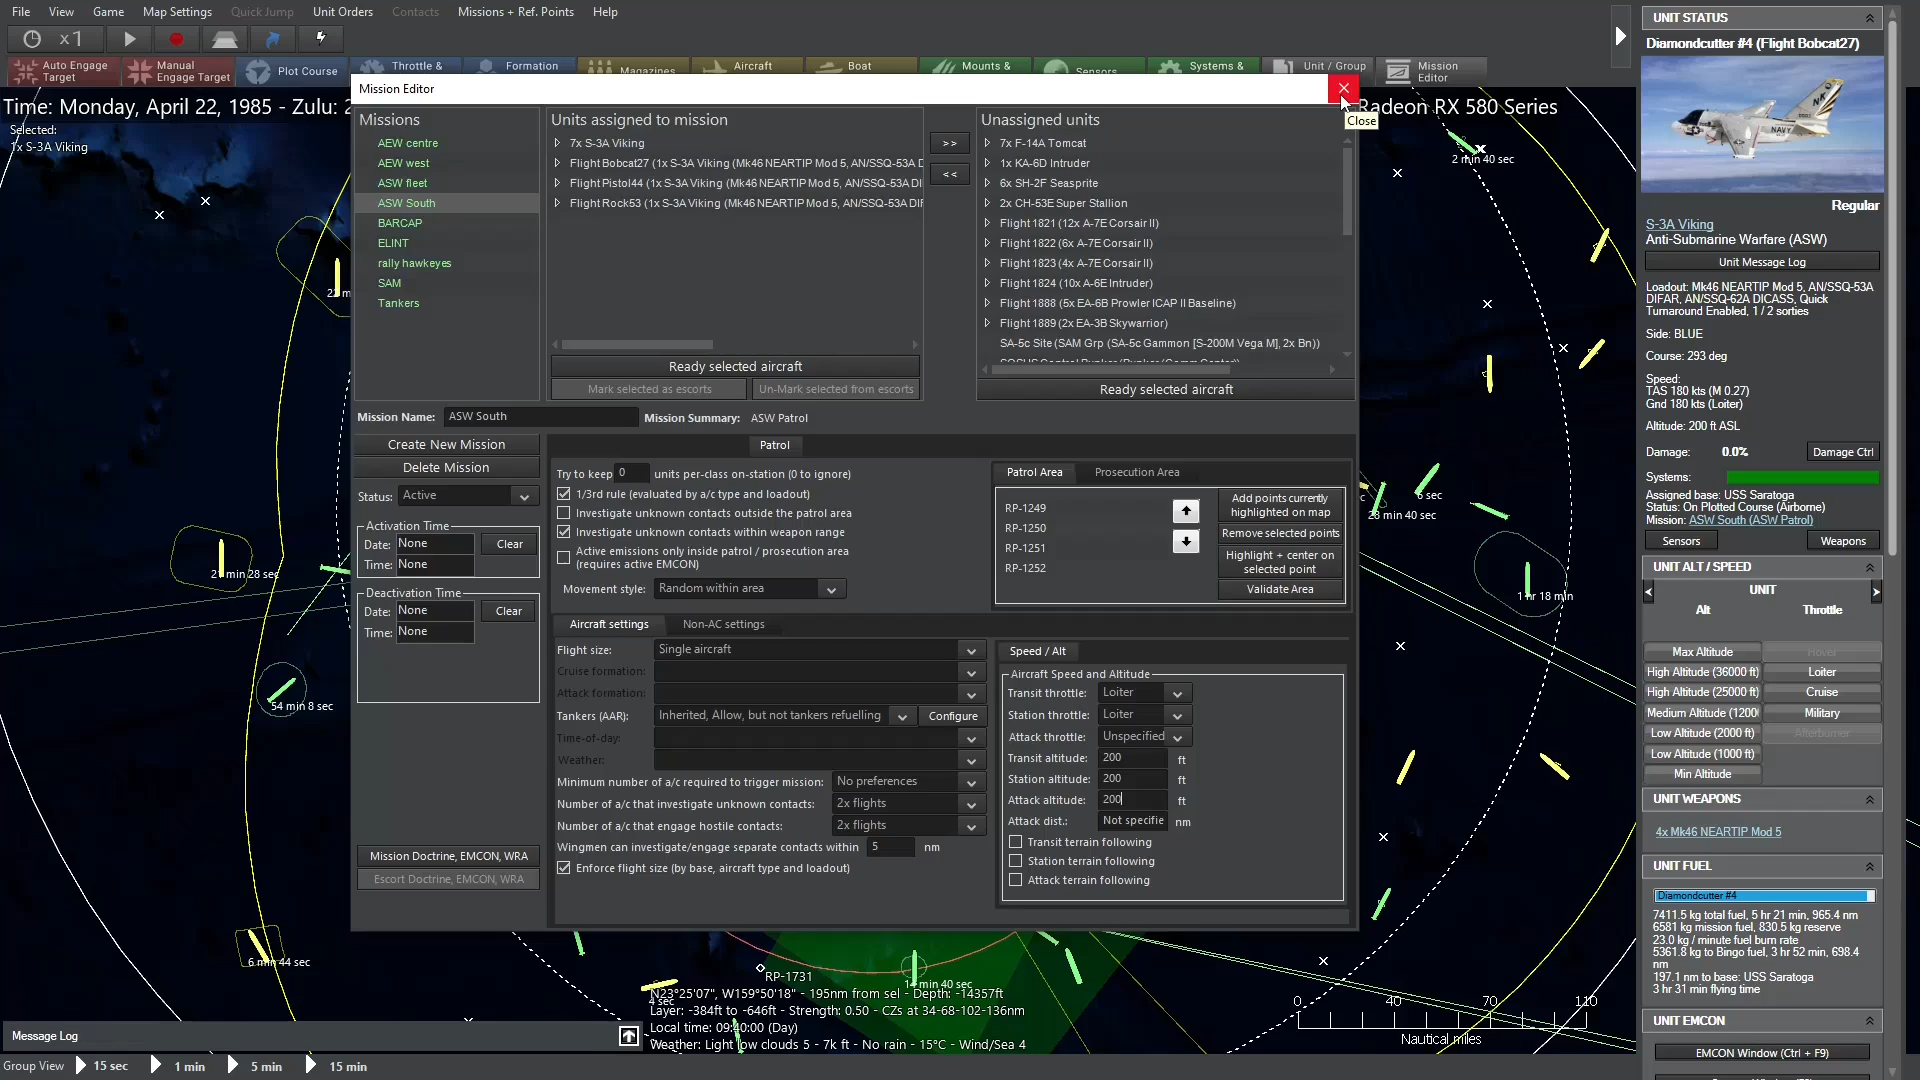 File View Game Map Settings Quick Jump Unit Orders Contacts Missions + Ref. Points Help
x1
Auto Engage Target
Manual Engage Target
Plot Course
Throttle &
Formation
Magazines
Aircraft
Boat
Mounts &
Sensors
Systems &
Unit / Group
Mission Editor
Mission Editor
Close
Time: Monday, April 22, 1985 - Zulu: 2
Radeon RX 580 Series
Selected:
1x S-3A Viking
Missions
AEW centre
AEW west
ASW fleet
ASW South
BARCAP
ELINT
rally hawkeyes
SAM
Tankers
Units assigned to mission
7x S-3A Viking
Flight Bobcat27 (1x S-3A Viking (Mk46 NEARTIP Mod 5, AN/SSQ-53A D
Flight Pistol44 (1x S-3A Viking (Mk46 NEARTIP Mod 5, AN/SSQ-53A DI
Flight Rock53 (1x S-3A Viking (Mk46 NEARTIP Mod 5, AN/SSQ-53A DIF
Ready selected aircraft
Mark selected as escorts
Un-Mark selected from escorts
>>
<<
Unassigned units
7x F-14A Tomcat
1x KA-6D Intruder
6x SH-2F Seasprite
2x CH-53E Super Stallion
Flight 1821 (12x A-7E Corsair II)
Flight 1822 (6x A-7E Corsair II)
Flight 1823 (4x A-7E Corsair II)
Flight 1824 (10x A-6E Intruder)
Flight 1888 (5x EA-6B Prowler ICAP II Baseline)
Flight 1889 (2x EA-3B Skywarrior)
SA-5c Site (SAM Grp (SA-5c Gammon [S-200M Vega M], 2x Bn))
SOSUS Control Bunker (Bunker (Comm Center))
Ready selected aircraft
Mission Name: ASW South Mission Summary: ASW Patrol
Create New Mission
Delete Mission
Status: Active
Activation Time
Date: None Clear
Time: None
Deactivation Time
Date: None Clear
Time: None
Mission Doctrine, EMCON, WRA
Escort Doctrine, EMCON, WRA
Patrol
Try to keep 0 units per-class on-station (0 to ignore)
1/3rd rule (evaluated by a/c type and loadout)
Investigate unknown contacts outside the patrol area
Investigate unknown contacts within weapon range
Active emissions only inside patrol / prosecution area
(requires active EMCON)
Movement style: Random within area
Patrol Area Prosecution Area
RP-1249
RP-1250
RP-1251
RP-1252
Add points currently
highlighted on map
Remove selected points
Highlight + center on
selected point
Validate Area
Aircraft settings Non-AC settings
Flight size: Single aircraft
Cruise formation:
Attack formation:
Tankers (AAR): Inherited, Allow, but not tankers refuelling Configure
Time-of-day:
Weather:
Minimum number of a/c required to trigger mission: No preferences
Number of a/c that investigate unknown contacts: 2x flights
Number of a/c that engage hostile contacts: 2x flights
Wingmen can investigate/engage separate contacts within 5 nm
Enforce flight size (by base, aircraft type and loadout)
Speed / Alt
Aircraft Speed and Altitude
Transit throttle: Loiter
Station throttle: Loiter
Attack throttle: Unspecified
Transit altitude: 200 ft
Station altitude: 200 ft
Attack altitude: 200 ft
Attack dist.: Not specifie nm
Transit terrain following
Station terrain following
Attack terrain following
2 min 40 sec
22 m
21 min 28 sec
54 min 8 sec
6 min 44 sec
6 sec
28 min 40 sec
1 hr 18 min
14 min 40 sec
4 sec
RP-1731
N23°25'07", W159°50'18" - 195nm from sel - Depth: -14357ft
Layer: -384ft to -646ft - Strength: 0.50 - CZs at 34-68-102-136nm
Local time: 09:40:00 (Day)
Weather: Light low clouds 5 - 7k ft - No rain - 15°C - Wind/Sea 4
0 40 70 110
Nautical miles
Message Log
Group View 15 sec 1 min 5 min 15 min
UNIT STATUS
Diamondcutter #4 (Flight Bobcat27)
NK
NAVY
Regular
S-3A Viking
Anti-Submarine Warfare (ASW)
Unit Message Log
Loadout: Mk46 NEARTIP Mod 5, AN/SSQ-53A
DIFAR, AN/SSQ-62A DICASS, Quick
Turnaround Enabled, 1 / 2 sorties
Side: BLUE
Course: 293 deg
Speed:
TAS 180 kts (M 0.27)
Gnd 180 kts (Loiter)
Altitude: 200 ft ASL
Damage: 0.0% Damage Ctrl
Systems:
Assigned base: USS Saratoga
Status: On Plotted Course (Airborne)
Mission: ASW South (ASW Patrol)
Sensors Weapons
UNIT ALT / SPEED
UNIT
Alt Throttle
Max Altitude Hover
High Altitude (36000 ft) Loiter
High Altitude (25000 ft) Cruise
Medium Altitude (1200 Military
Low Altitude (2000 ft) Afterburner
Low Altitude (1000 ft)
Min Altitude
UNIT WEAPONS
4x Mk46 NEARTIP Mod 5
UNIT FUEL
Diamondcutter #4
7411.5 kg total fuel, 5 hr 21 min, 965.4 nm
6581 kg mission fuel, 830.5 kg reserve
23.0 kg / minute fuel burn rate
5361.8 kg to Bingo fuel, 3 hr 52 min, 698.4
nm
197.1 nm to base: USS Saratoga
3 hr 31 min flying time
UNIT EMCON
EMCON Window (Ctrl + F9)